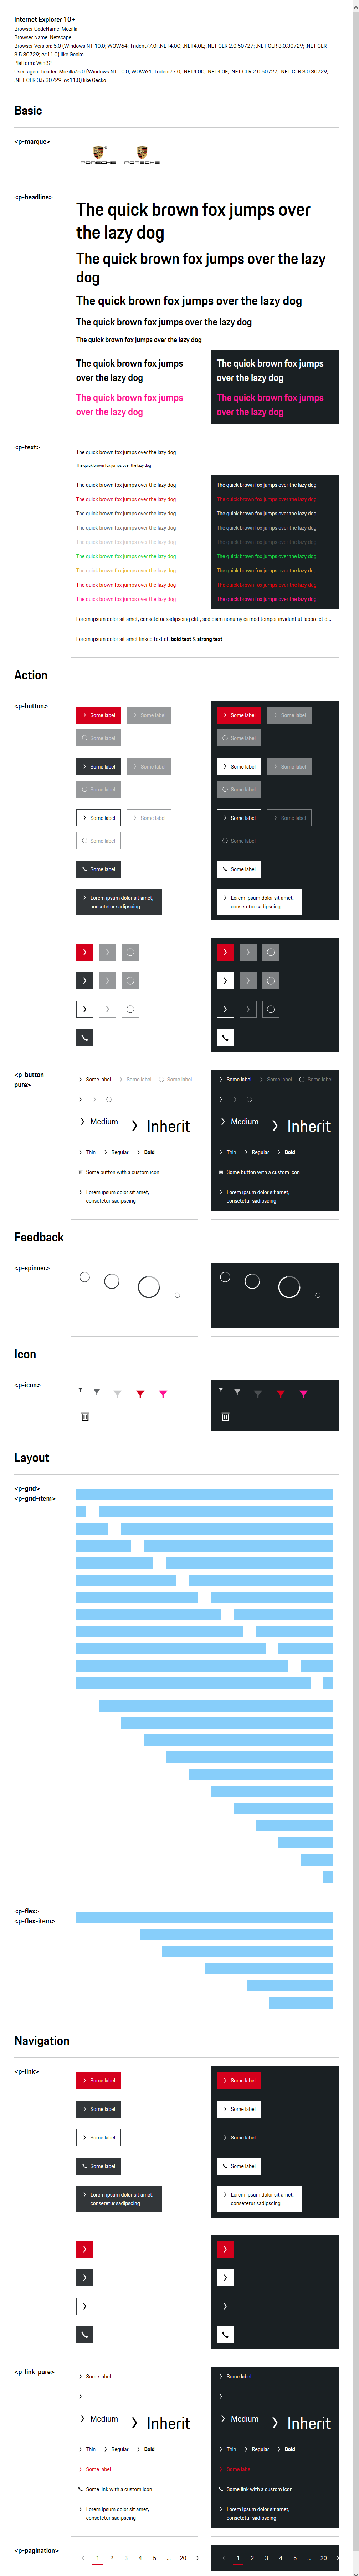 Internet Explorer 10+
Browser CodeName: Mozilla
Browser Name: Netscape
Browser Version: 5.0 (Windows NT 10.0; WOW64; Trident/7.0; .NET4.0C; .NET4.0E; .NET CLR 2.0.50727; .NET CLR 3.0.30729; .NET CLR
3.5.30729; rv:11.0) like Gecko
Platform: Win32
User-agent header: Mozilla/5.0 (Windows NT 10.0; WOW64; Trident/7.0; .NET4.0C; .NET4.0E; .NET CLR 2.0.50727; .NET CLR 3.0.30729;
.NET CLR 3.5.30729; rv:11.0) like Gecko
Basic
<p-marque>
PORSCHE PORSCHE
<p-headline>
The quick brown fox jumps over
the lazy dog
The quick brown fox jumps over the lazy
dog
The quick brown fox jumps over the lazy dog
The quick brown fox jumps over the lazy dog
The quick brown fox jumps over the lazy dog
The quick brown fox jumps
over the lazy dog
The quick brown fox jumps
over the lazy dog
The quick brown fox jumps
over the lazy dog
The quick brown fox jumps
over the lazy dog
<p-text>
The quick brown fox jumps over the lazy dog
The quick brown fox jumps over the lazy dog
The quick brown fox jumps over the lazy dog The quick brown fox jumps over the lazy dog
The quick brown fox jumps over the lazy dog The quick brown fox jumps over the lazy dog
The quick brown fox jumps over the lazy dog The quick brown fox jumps over the lazy dog
The quick brown fox jumps over the lazy dog The quick brown fox jumps over the lazy dog
The quick brown fox jumps over the lazy dog The quick brown fox jumps over the lazy dog
The quick brown fox jumps over the lazy dog The quick brown fox jumps over the lazy dog
The quick brown fox jumps over the lazy dog The quick brown fox jumps over the lazy dog
The quick brown fox jumps over the lazy dog The quick brown fox jumps over the lazy dog
The quick brown fox jumps over the lazy dog The quick brown fox jumps over the lazy dog
Lorem ipsum dolor sit amet, consetetur sadipscing elitr, sed diam nonumy eirmod tempor invidunt ut labore et d...
Lorem ipsum dolor sit amet linked text et, bold text & strong text
Action
<p-button>
Some label Some label Some label Some label
Some label Some label
Some label Some label Some label Some label
Some label Some label
Some label Some label Some label Some label
Some label Some label
Some label Some label
Lorem ipsum dolor sit amet,
consetetur sadipscing
Lorem ipsum dolor sit amet,
consetetur sadipscing
<p-button-
pure>
Some label Some label Some label Some label Some label Some label
Medium Inherit Medium Inherit
Thin Regular Bold Thin Regular Bold
Some button with a custom icon Some button with a custom icon
Lorem ipsum dolor sit amet,
consetetur sadipscing
Lorem ipsum dolor sit amet,
consetetur sadipscing
Feedback
<p-spinner>
Icon
<p-icon>
Layout
<p-grid>
<p-grid-item>
<p-flex>
<p-flex-item>
Navigation
<p-link>
Some label Some label
Some label Some label
Some label Some label
Some label Some label
Lorem ipsum dolor sit amet,
consetetur sadipscing
Lorem ipsum dolor sit amet,
consetetur sadipscing
<p-link-pure>
Some label Some label
Medium Inherit Medium Inherit
Thin Regular Bold Thin Regular Bold
Some label Some label
Some link with a custom icon Some link with a custom icon
Lorem ipsum dolor sit amet,
consetetur sadipscing
Lorem ipsum dolor sit amet,
consetetur sadipscing
<p-pagination>
1 2 3 4 5 ... 20 1 2 3 4 5 ... 20